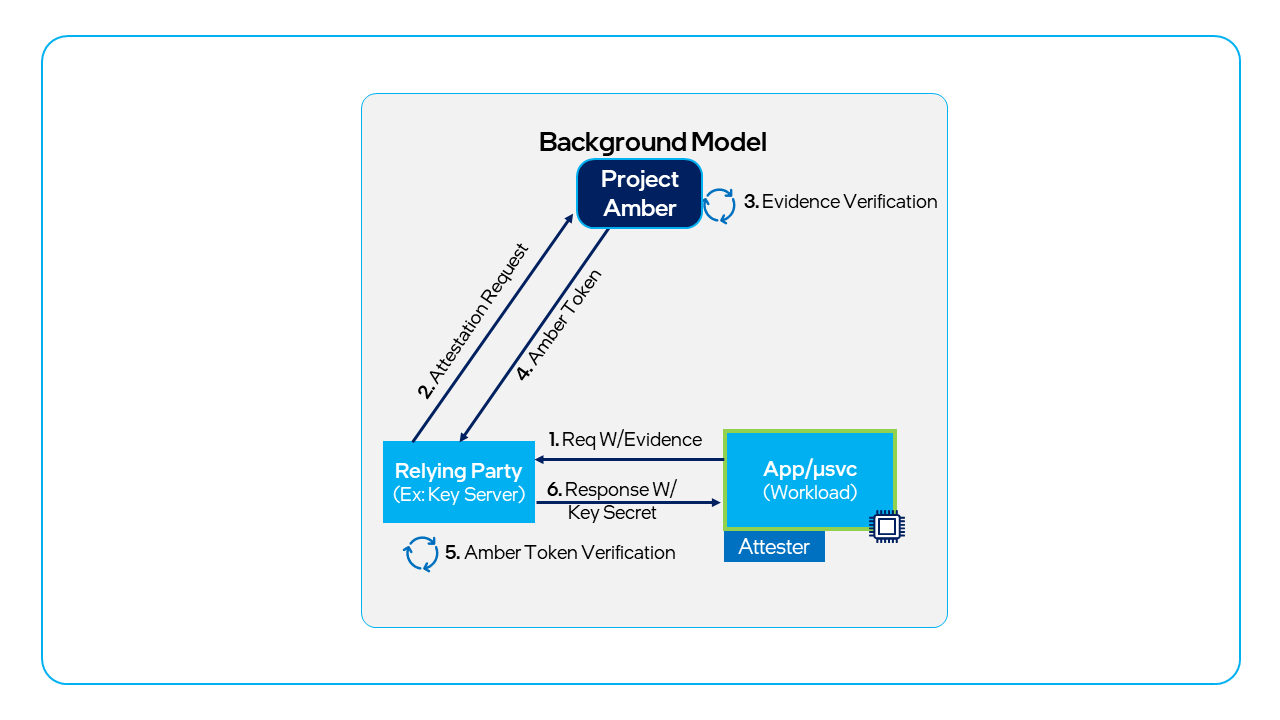 Background Model
Project
Amber
3. Evidence Verification
2. Attestation Request
4. Amber Token
1. Req W/Evidence
Relying Party
(Ex: Key Server)
6. Response W/
Key Secret
App/µsvc
(Workload)
Attester
5. Amber Token Verification